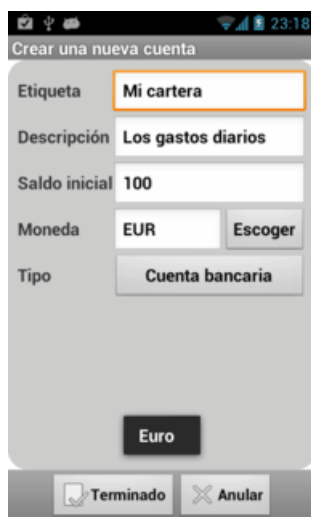 23:18
Crear una nueva cuenta
Etiqueta Mi cartera
Descripción Los gastos diarios
Saldo inicial 100
Moneda EUR Escoger
Tipo Cuenta bancaria
Euro
Terminado Anular